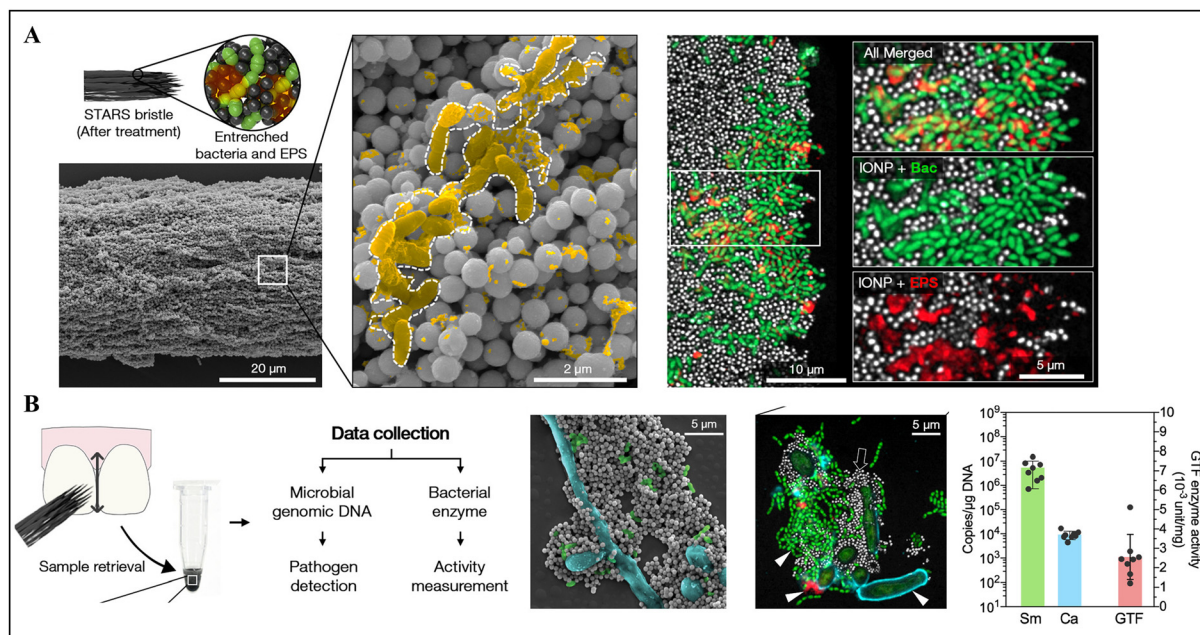 A
STARS bristle
(After treatment)
Entrenched
bacteria and EPS
20 µm
2 µm
10 µm
All Merged
IONP + Bac
IONP + EPS
5 µm
B
Sample retrieval
Data collection
Microbial
genomic DNA
Pathogen
detection
Bacterial
enzyme
Activity
measurement
5 µm
5 µm
Copies/µg DNA
10⁹
10⁸
10⁷
10⁶
10⁵
10⁴
10³
10²
10¹
Sm
Ca
GTF
10
9
8
7
6
5
4
3
2
1
0
GTF enzyme activity
(10⁻³ unit/mg)